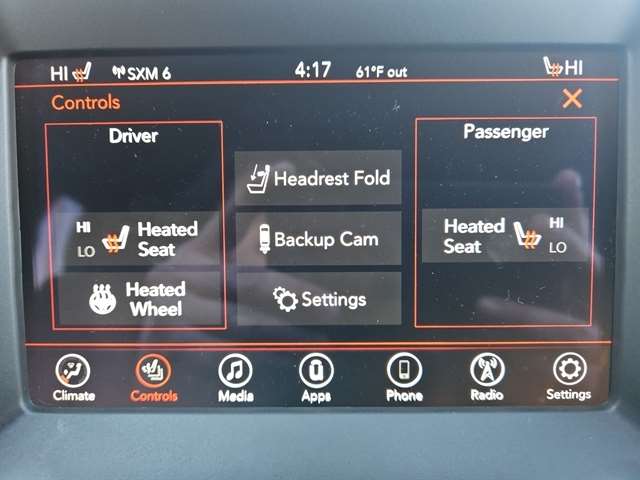 HI SXM 6 4:17 61°F out HI
Controls
Driver
Passenger
Headrest Fold
HI
LO
Heated
Seat
Backup Cam
Heated
Seat
HI
LO
Heated
Wheel
Settings
Climate Controls Media Apps Phone Radio Settings